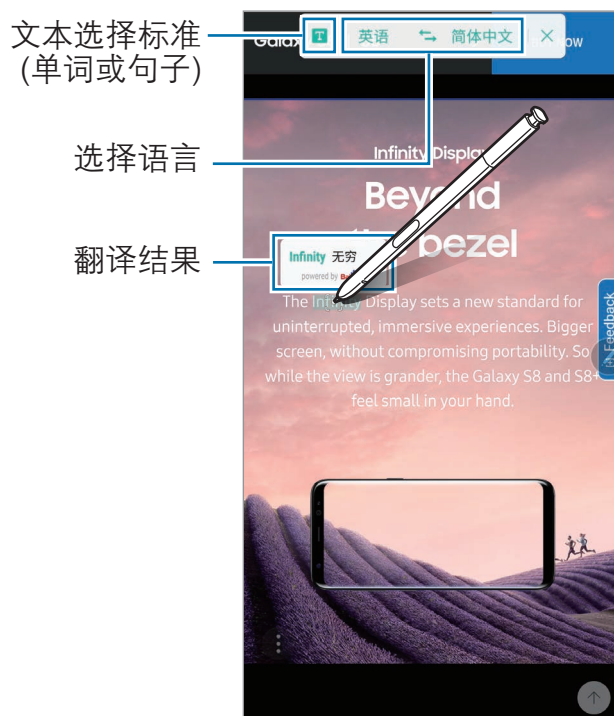 文本选择标准
(单词或句子)
选择语言
翻译结果
T
英语 简体中文
Infinity Display
Beyond
bezel
Infinity 无穷
powered by
The Infinity Display sets a new standard for
uninterrupted, immersive experiences. Bigger
screen, without compromising portability. So
while the view is grander, the Galaxy S8 and S8+
feel small in your hand.
Feedback